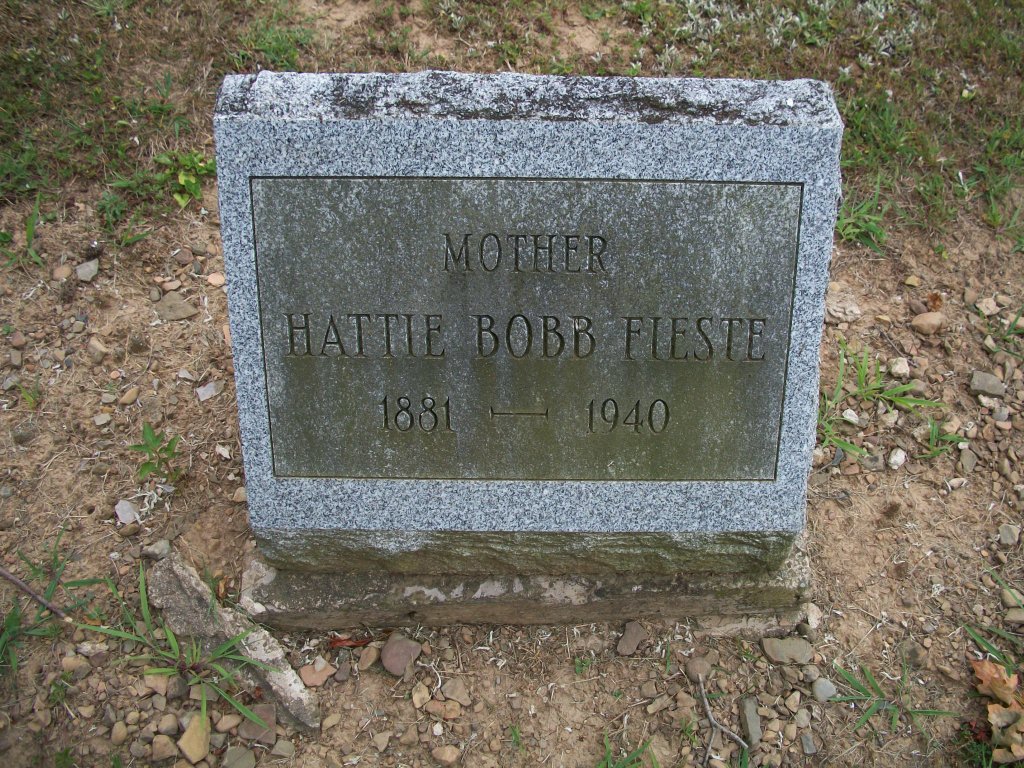 MOTHER
HATTIE BOBB FIESTE
1881 — 1940